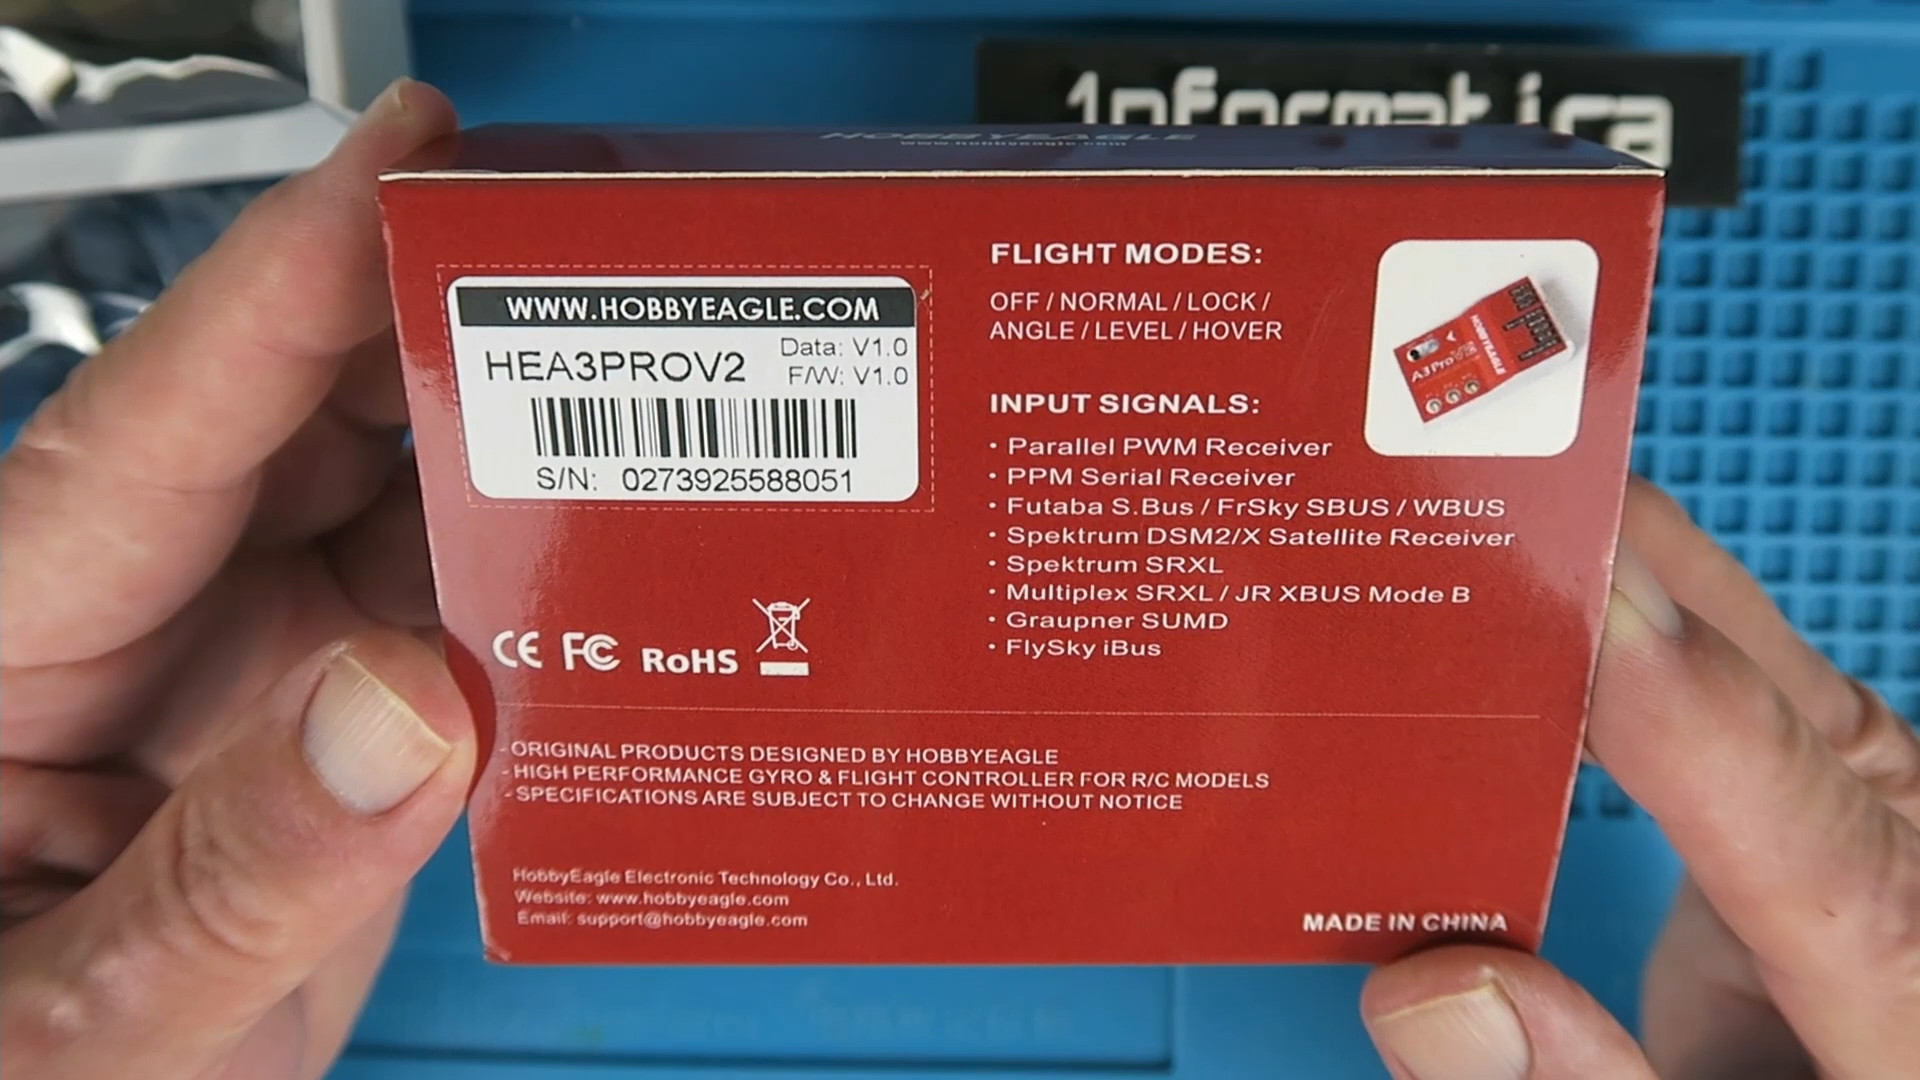 1nformatica
HOBBYEAGLE
www.hobbyeagle.com
WWW.HOBBYEAGLE.COM
HEA3PROV2
Data: V1.0
F/W: V1.0
S/N: 0273925588051
FLIGHT MODES:
OFF / NORMAL / LOCK /
ANGLE / LEVEL / HOVER
INPUT SIGNALS:
• Parallel PWM Receiver
• PPM Serial Receiver
• Futaba S.Bus / FrSky SBUS / WBUS
• Spektrum DSM2/X Satellite Receiver
• Spektrum SRXL
• Multiplex SRXL / JR XBUS Mode B
• Graupner SUMD
• FlySky iBus
HOBBYEAGLE
A3 Pro V2
CE FC RoHS
- ORIGINAL PRODUCTS DESIGNED BY HOBBYEAGLE
- HIGH PERFORMANCE GYRO & FLIGHT CONTROLLER FOR R/C MODELS
- SPECIFICATIONS ARE SUBJECT TO CHANGE WITHOUT NOTICE
HobbyEagle Electronic Technology Co., Ltd.
Website: www.hobbyeagle.com
Email: support@hobbyeagle.com
MADE IN CHINA